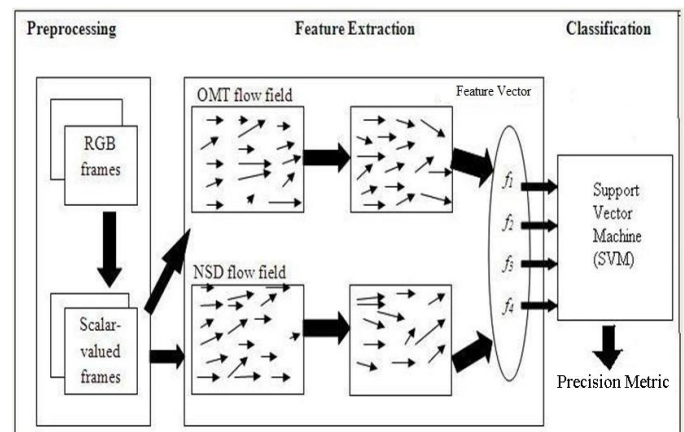 Preprocessing
Feature Extraction
Classification
RGB
frames
Scalar-
valued
frames
OMT flow field
NSD flow field
Feature Vector
f1
f2
f3
f4
Support
Vector
Machine
(SVM)
Precision Metric